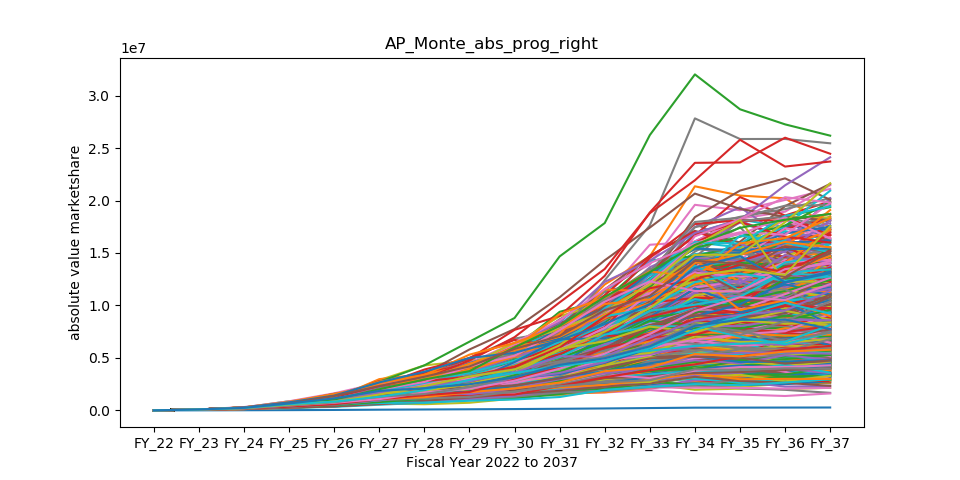 AP_Monte_abs_prog_right
1e7
3.0
2.5
2.0
1.5
1.0
0.5
0.0
absolute value marketshare
FY_22 FY_23 FY_24 FY_25 FY_26 FY_27 FY_28 FY_29 FY_30 FY_31 FY_32 FY_33 FY_34 FY_35 FY_36 FY_37
Fiscal Year 2022 to 2037